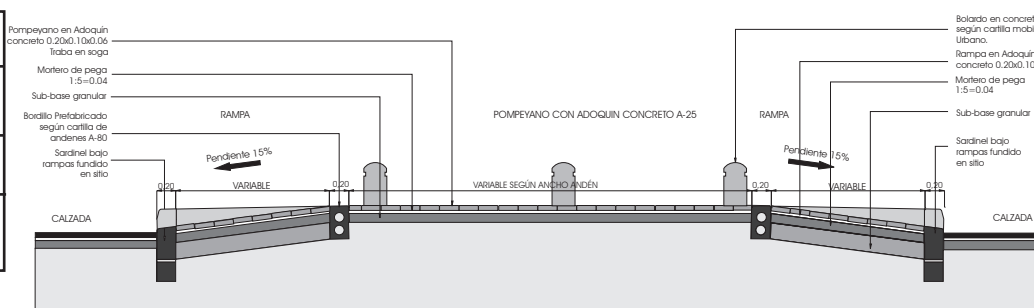 Pompeyano en Adoquín
concreto 0.20x0.10x0.06
Traba en soga
Mortero de pega
1:5=0.04
Sub-base granular
Bordillo Prefabricado
según cartilla de
andenes A-80
Sardinel bajo
rampas fundido
en sitio
CALZADA
RAMPA
Pendiente 15%
0,20
VARIABLE
0,20
POMPEYANO CON ADOQUIN CONCRETO A-25
VARIABLE SEGÚN ANCHO ANDÉN
RAMPA
Pendiente 15%
0,20
VARIABLE
0,20
Bolardo en concret
según cartilla mobi
Urbano.
Rampa en Adoquín
concreto 0.20x0.10
Mortero de pega
1:5=0.04
Sub-base granular
Sardinel bajo
rampas fundido
en sitio
CALZADA